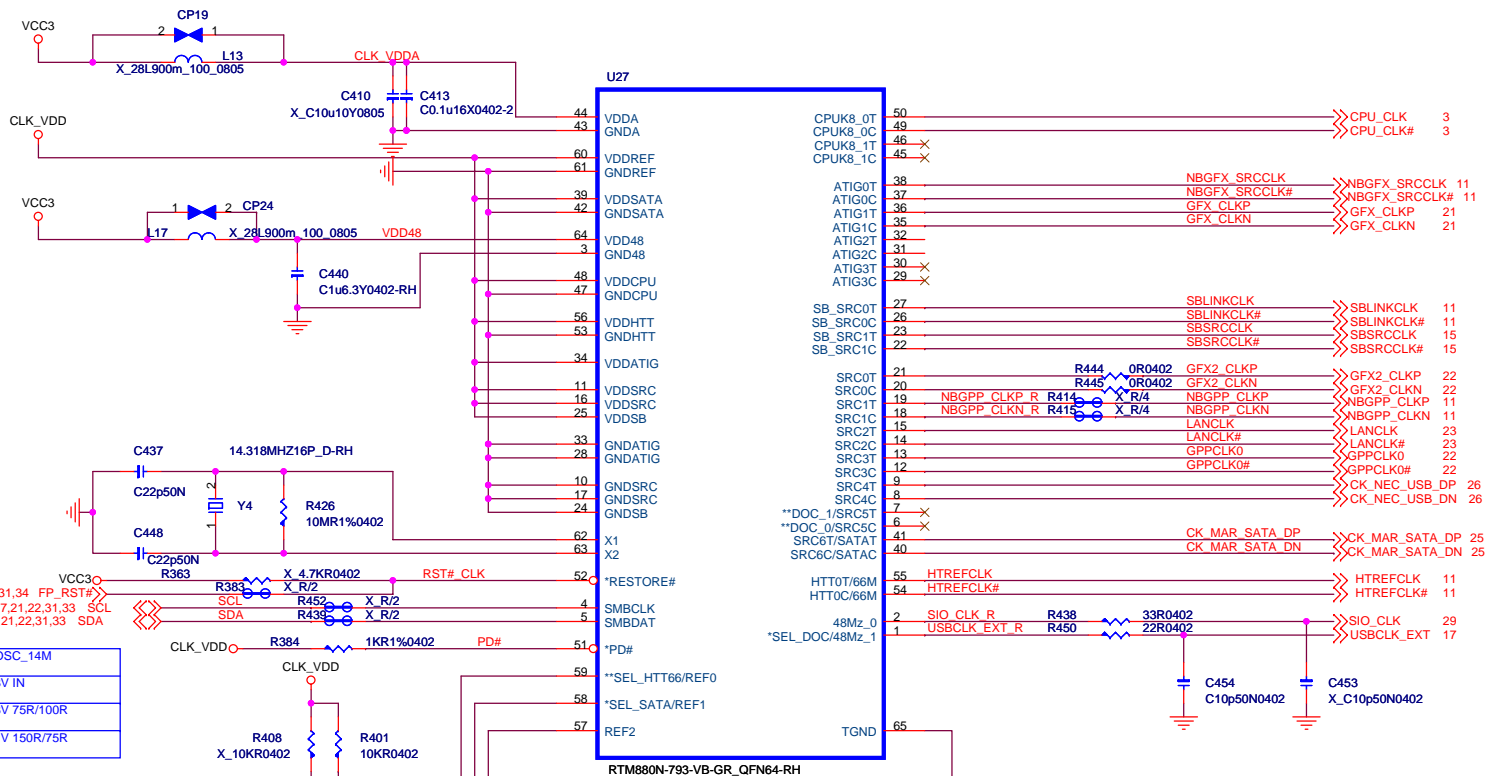 CP19
VCC3
2
1
L13
X_28L900m_100_0805
CLK_VDDA
U27
C410
X_C10u10Y0805
C413
C0.1u16X0402-2
CLK_VDD
VCC3
1
2
CP24
L17
X_28L900m_100_0805
VDD48
C440
C1u6.3Y0402-RH
44 VDDA
43 GNDA
60 VDDREF
61 GNDREF
39 VDDSATA
42 GNDSATA
64 VDD48
3 GND48
48 VDDCPU
47 GNDCPU
56 VDDHTT
53 GNDHTT
34 VDDATIG
11 VDDSRC
16 VDDSRC
25 VDDSB
33 GNDATIG
28 GNDATIG
10 GNDSRC
17 GNDSRC
24 GNDSB
62 X1
63 X2
52 *RESTORE#
4 SMBCLK
5 SMBDAT
51 *PD#
59 **SEL_HTT66/REF0
58 *SEL_SATA/REF1
57 REF2
CPUK8_0T 50 CPU_CLK 3
CPUK8_0C 49 CPU_CLK# 3
CPUK8_1T 46
CPUK8_1C 45
ATIG0T 38 NBGFX_SRCCLK NBGFX_SRCCLK 11
ATIG0C 37 NBGFX_SRCCLK# NBGFX_SRCCLK# 11
ATIG1T 36 GFX_CLKP GFX_CLKP 21
ATIG1C 35 GFX_CLKN GFX_CLKN 21
ATIG2T 32
ATIG2C 31
ATIG3T 30
ATIG3C 29
SB_SRC0T 27 SBLINKCLK SBLINKCLK 11
SB_SRC0C 26 SBLINKCLK# SBLINKCLK# 11
SB_SRC1T 23 SBSRCCLK SBSRCCLK 15
SB_SRC1C 22 SBSRCCLK# SBSRCCLK# 15
SRC0T 21 R444 0R0402 GFX2_CLKP GFX2_CLKP 22
SRC0C 20 R445 0R0402 GFX2_CLKN GFX2_CLKN 22
SRC1T 19 NBGPP_CLKP_R R414 X_R/4 NBGPP_CLKP NBGPP_CLKP 11
SRC1C 18 NBGPP_CLKN_R R415 X_R/4 NBGPP_CLKN NBGPP_CLKN 11
SRC2T 15 LANCLK LANCLK 23
SRC2C 14 LANCLK# LANCLK# 23
SRC3T 13 GPPCLK0 GPPCLK0 22
SRC3C 12 GPPCLK0# GPPCLK0# 22
SRC4T 9 CK_NEC_USB_DP 26
SRC4C 8 CK_NEC_USB_DN 26
**DOC_1/SRC5T 7
**DOC_0/SRC5C 6
SRC6T/SATAT 41 CK_MAR_SATA_DP CK_MAR_SATA_DP 25
SRC6C/SATAC 40 CK_MAR_SATA_DN CK_MAR_SATA_DN 25
HTT0T/66M 55 HTREFCLK HTREFCLK 11
HTT0C/66M 54 HTREFCLK# HTREFCLK# 11
48Mz_0 2 SIO_CLK_R R438 33R0402 SIO_CLK 29
*SEL_DOC/48Mz_1 1 USBCLK_EXT_R R450 22R0402 USBCLK_EXT 17
TGND 65
C454
C10p50N0402
C453
X_C10p50N0402
C437
C22p50N
14.318MHZ16P_D-RH
2
1
Y4
R426
10MR1%0402
C448
C22p50N
VCC3
R363
X_4.7KR0402
RST#_CLK
31,34 FP_RST#
R383
X_R/2
7,21,22,31,33 SCL
SCL
R452
X_R/2
21,22,31,33 SDA
SDA
R439
X_R/2
CLK_VDD
R384
1KR1%0402
PD#
CLK_VDD
OSC_14M
V IN
V 75R/100R
V 150R/75R
R408
X_10KR0402
R401
10KR0402
RTM880N-793-VB-GR_QFN64-RH